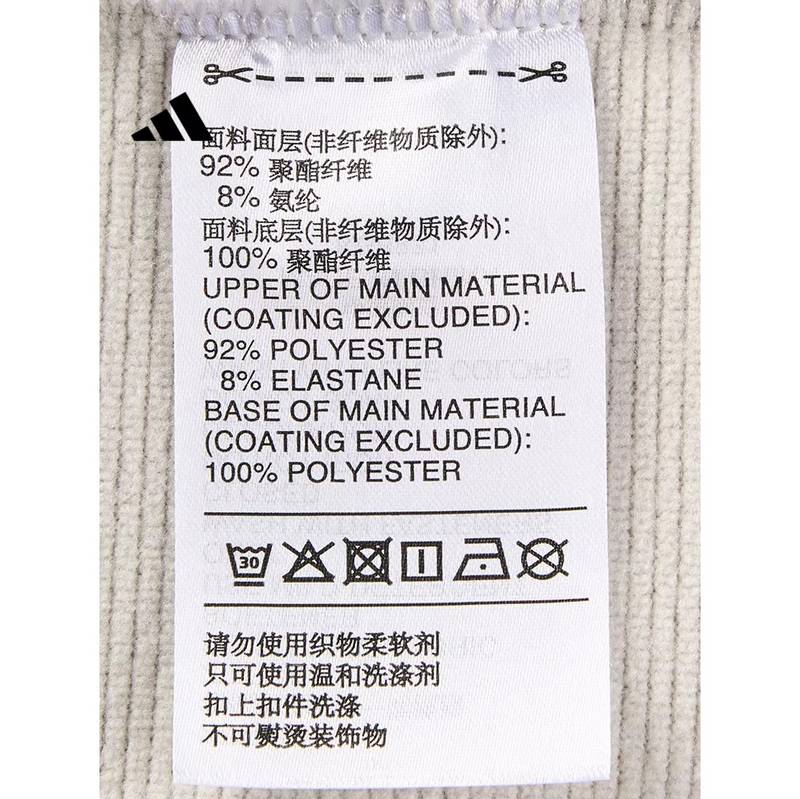 面料面层(非纤维物质除外):
92% 聚酯纤维
8% 氨纶
面料底层(非纤维物质除外):
100% 聚酯纤维
UPPER OF MAIN MATERIAL
(COATING EXCLUDED):
92% POLYESTER
8% ELASTANE
BASE OF MAIN MATERIAL
(COATING EXCLUDED):
100% POLYESTER
30
请勿使用织物柔软剂
只可使用温和洗涤剂
扣上扣件洗涤
不可熨烫装饰物